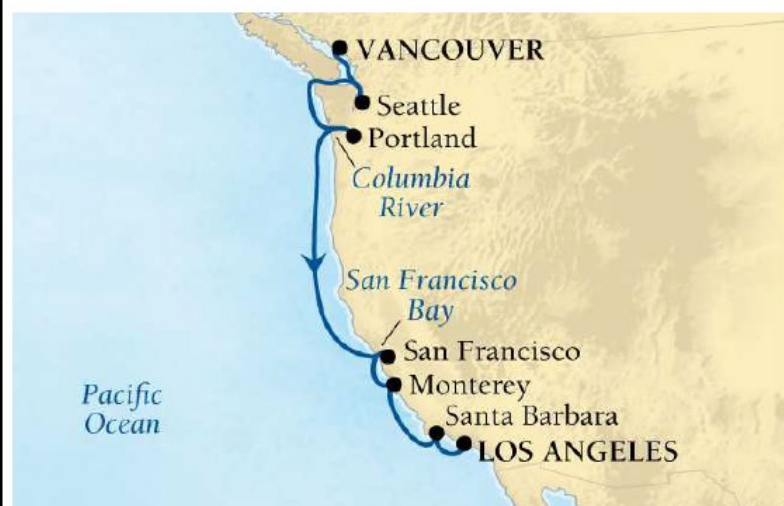 VANCOUVER
Seattle
Portland
Columbia
River
San Francisco
Bay
San Francisco
Monterey
Pacific
Ocean
Santa Barbara
LOS ANGELES